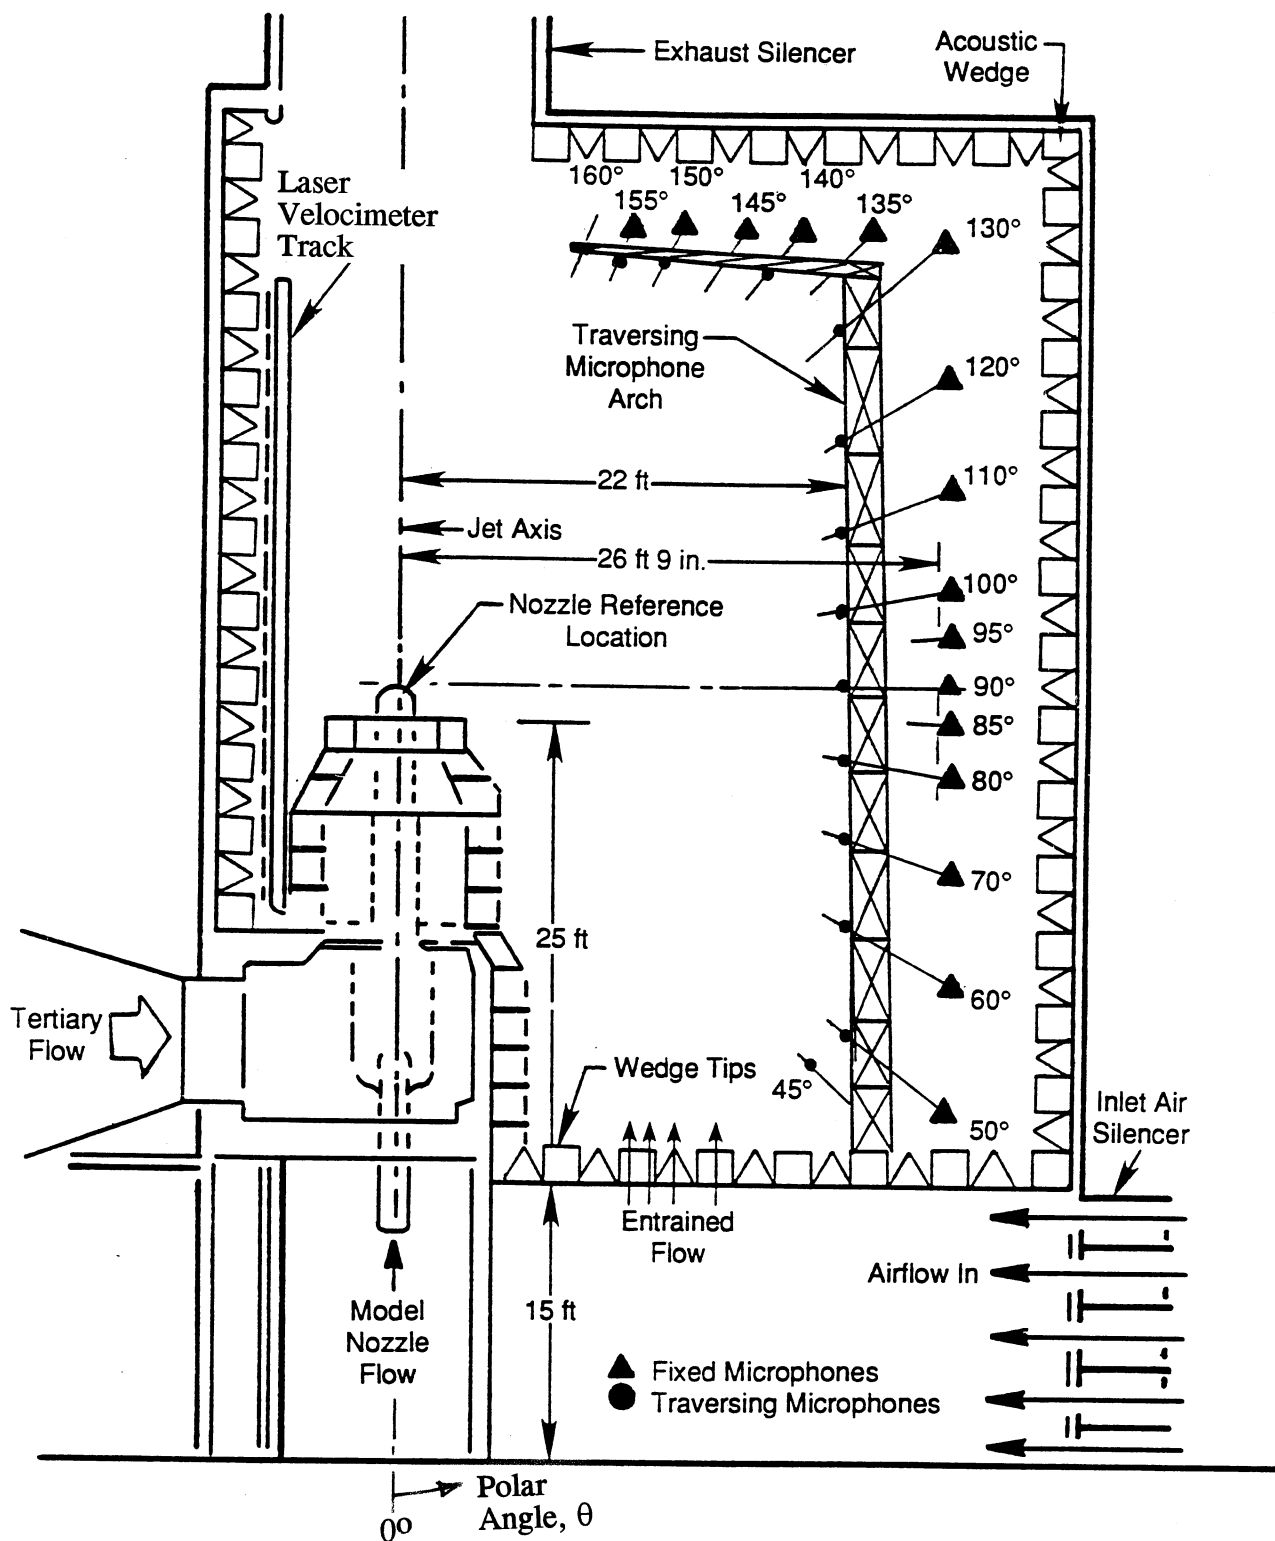 Exhaust Silencer
Acoustic
Wedge
Laser
Velocimeter
Track
160°
150°
140°
155°
145°
135°
130°
Traversing
Microphone
Arch
120°
22 ft
110°
Jet Axis
26 ft 9 in.
100°
Nozzle Reference
Location
95°
90°
85°
80°
70°
25 ft
60°
Tertiary
Flow
Wedge Tips
45°
50°
Inlet Air
Silencer
Entrained
Flow
Airflow In
15 ft
Model
Nozzle
Flow
Fixed Microphones
Traversing Microphones
Polar
Angle, θ
0°